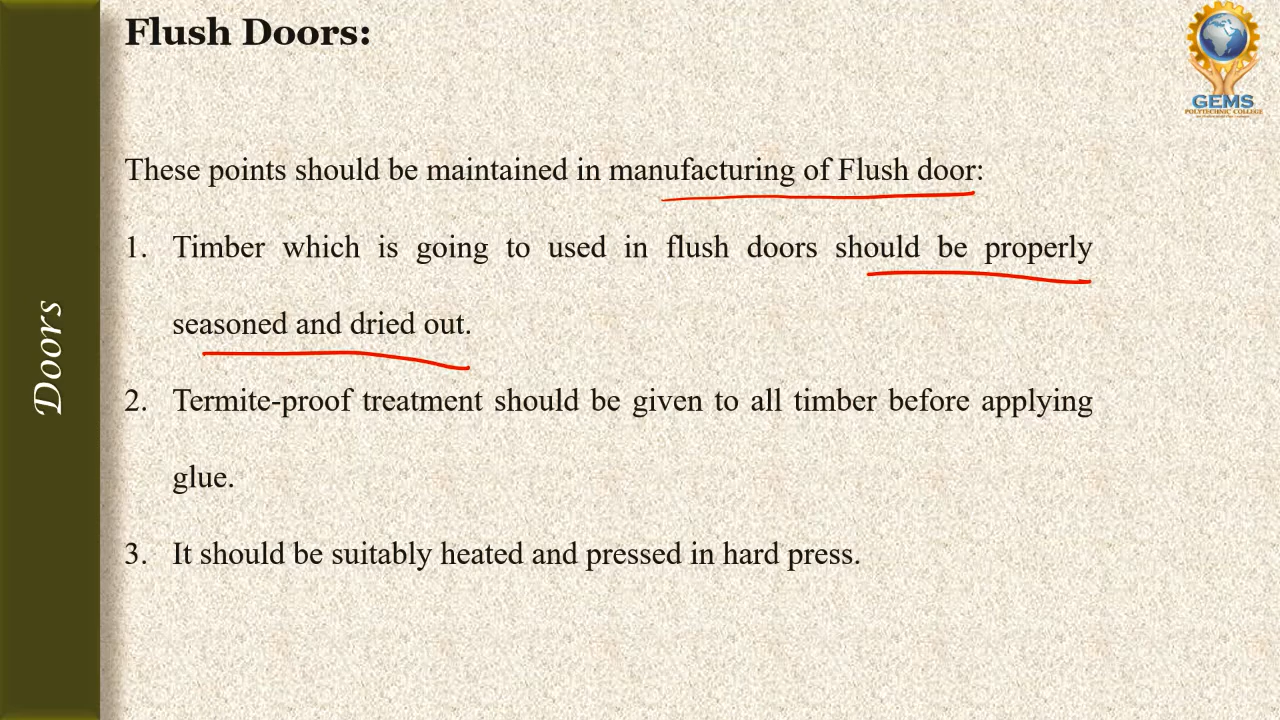 Flush Doors:
GEMS
POLYTECHNIC COLLEGE
These points should be maintained in manufacturing of Flush door:
1. Timber which is going to used in flush doors should be properly
seasoned and dried out.
2. Termite-proof treatment should be given to all timber before applying
glue.
3. It should be suitably heated and pressed in hard press.
Doors